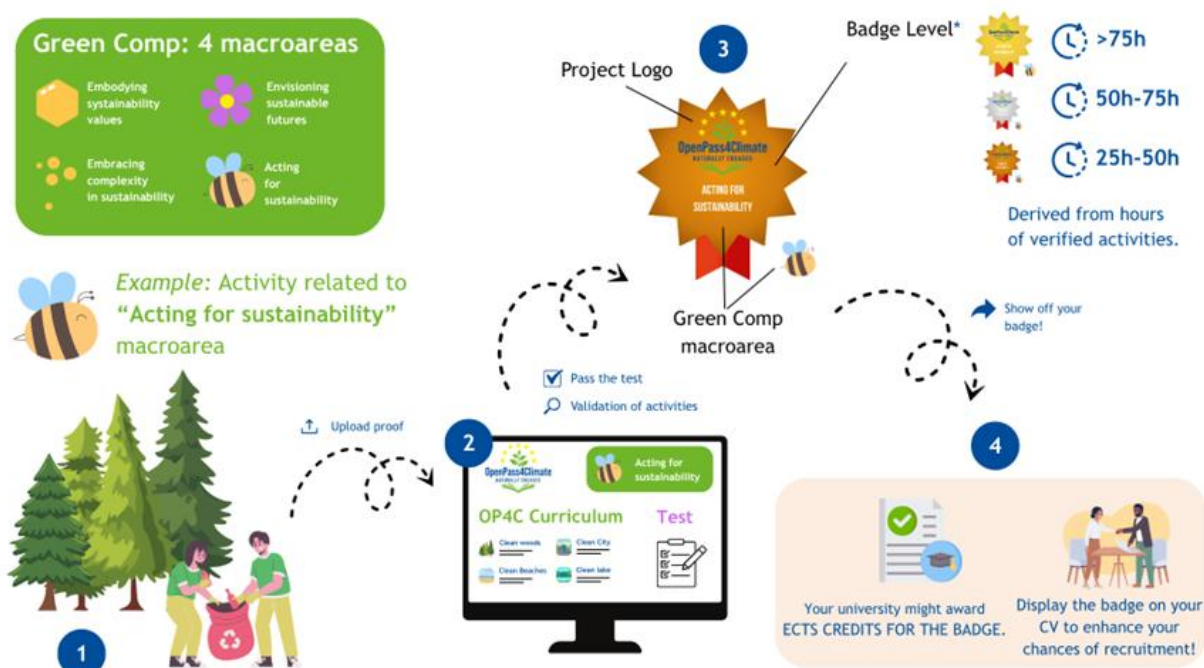 Green Comp: 4 macroareas
Embodying
systainability
values
Envisioning
sustainable
futures
Embracing
complexity
in sustainability
Acting
for
sustainability
Example: Activity related to
“Acting for sustainability”
macroarea
1
Upload proof
2
OpenPass4Climate
NATURALLY ENGAGED
Acting for
sustainability
OP4C Curriculum
Test
Clean woods
Clean City
Clean Beaches
Clean lake
Pass the test
Validation of activities
3
Project Logo
Badge Level*
OpenPass4Climate
NATURALLY ENGAGED
ACTING FOR
SUSTAINABILITY
Green Comp
macroarea
>75h
50h-75h
25h-50h
Derived from hours
of verified activities.
Show off your
badge!
4
Your university might award
ECTS CREDITS FOR THE BADGE.
Display the badge on your
CV to enhance your
chances of recruitment!